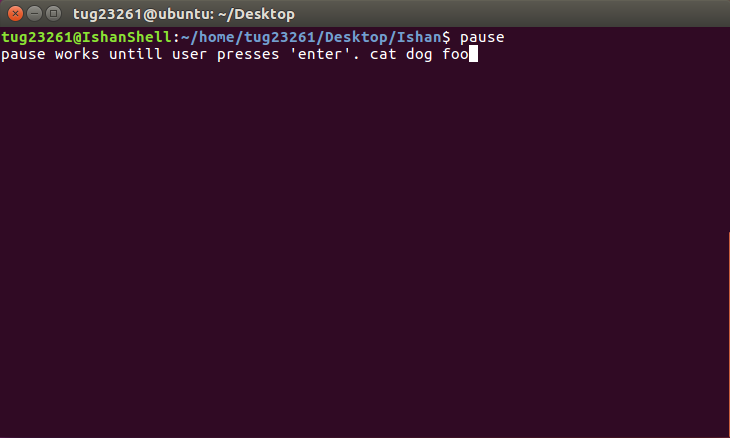 tug23261@ubuntu: ~/Desktop
tug23261@IshanShell:~/home/tug23261/Desktop/Ishan$ pause
pause works untill user presses 'enter'. cat dog foo